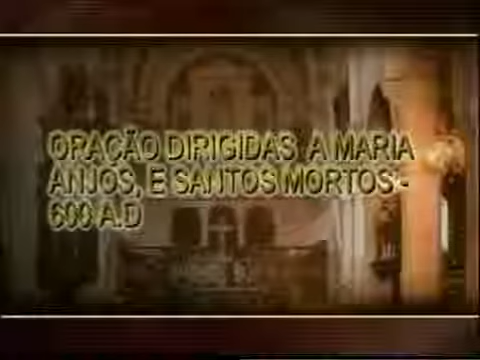 ORAÇÃO DIRIGIDAS A MARIA
ANJOS, E SANTOS MORTOS -
600 A.D